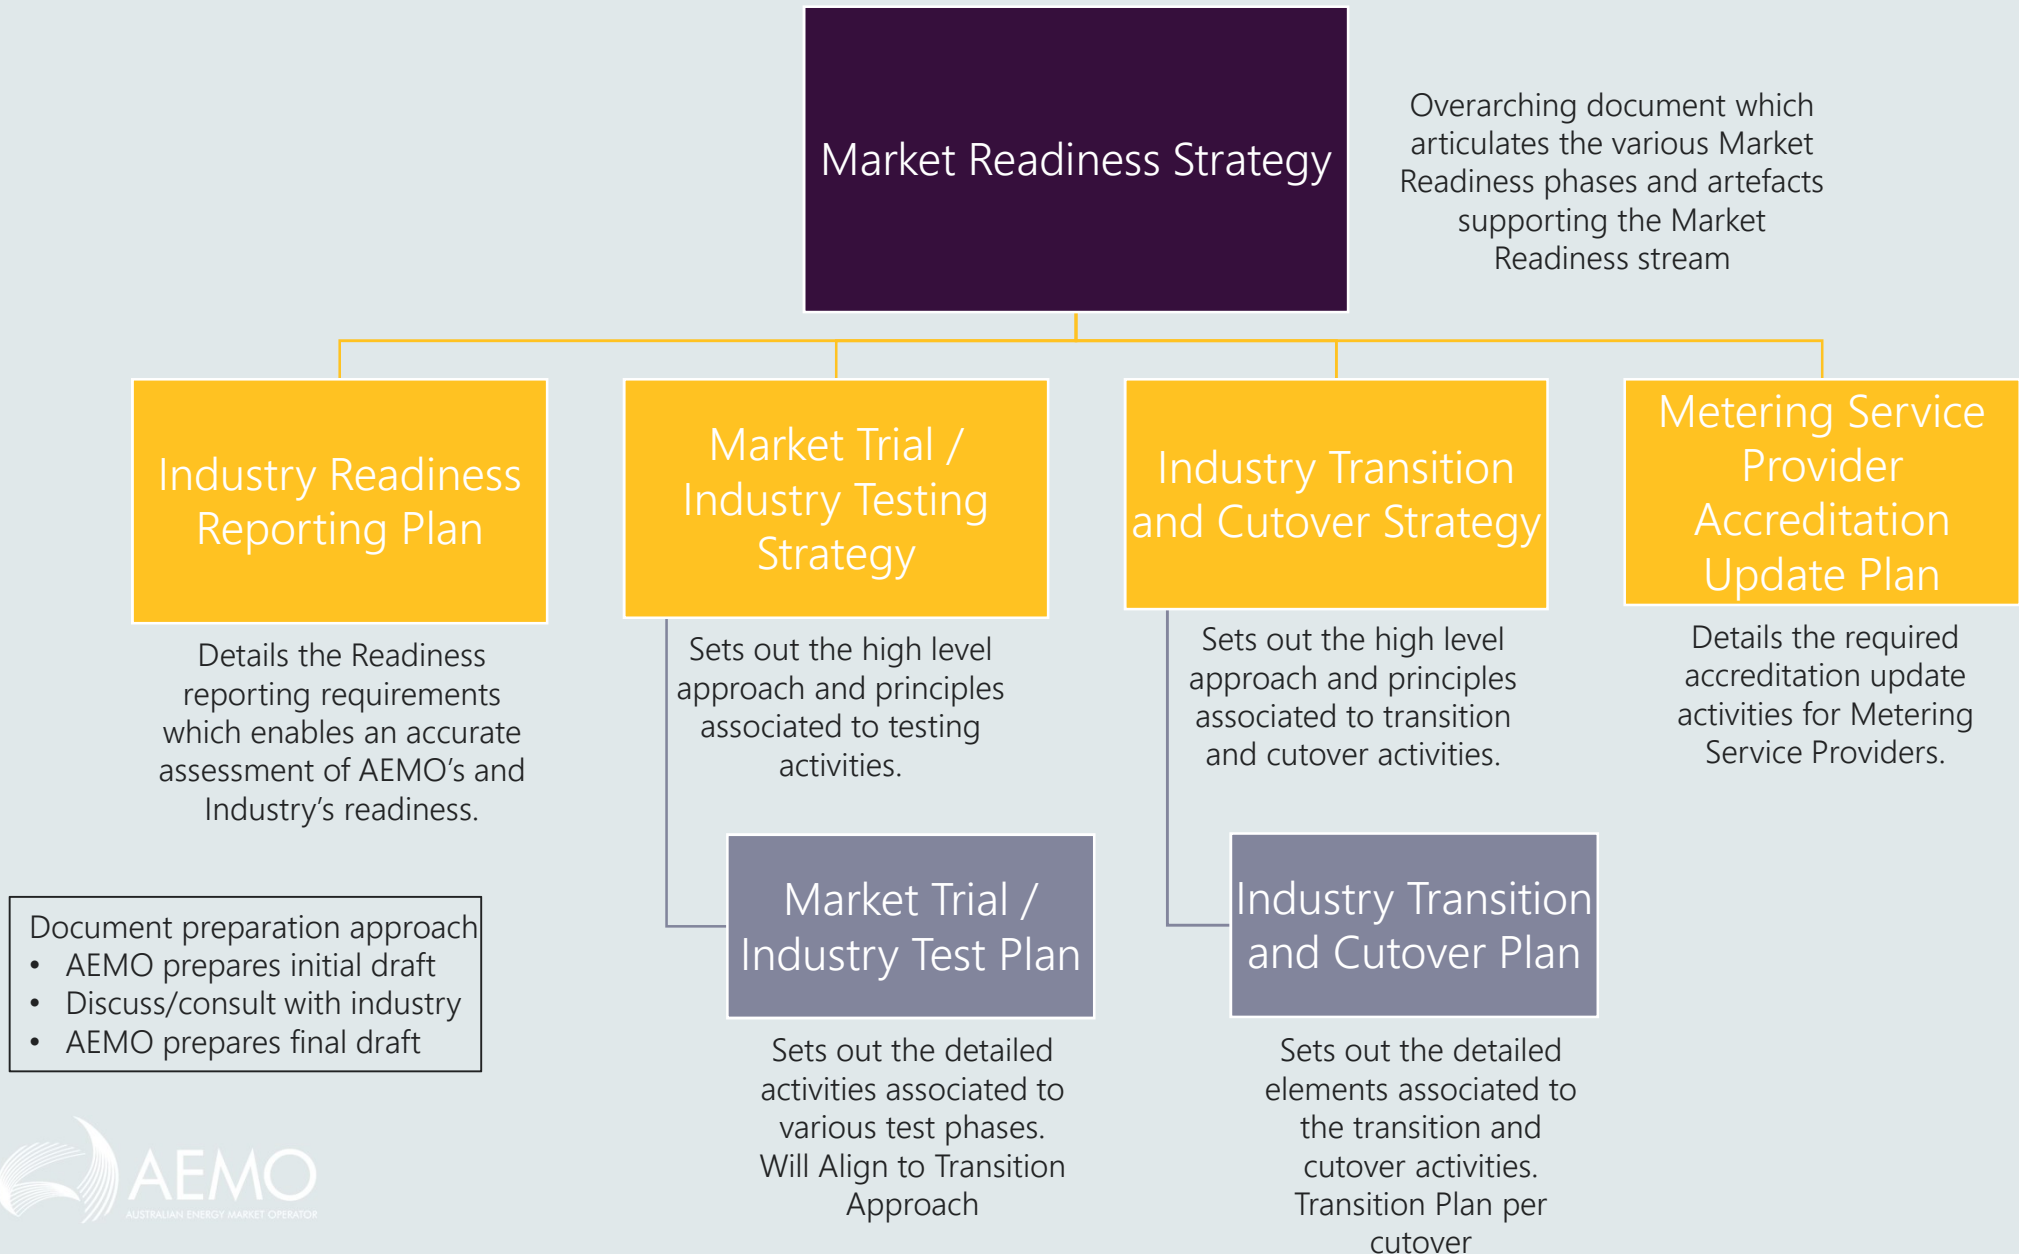 Market Readiness Strategy
Overarching document which
articulates the various Market
Readiness phases and artefacts
supporting the Market
Readiness stream
Industry Readiness
Reporting Plan
Details the Readiness
reporting requirements
which enables an accurate
assessment of AEMO’s and
Industry’s readiness.
Market Trial /
Industry Testing
Strategy
Sets out the high level
approach and principles
associated to testing
activities.
Industry Transition
and Cutover Strategy
Sets out the high level
approach and principles
associated to transition
and cutover activities.
Metering Service
Provider
Accreditation
Update Plan
Details the required
accreditation update
activities for Metering
Service Providers.
Market Trial /
Industry Test Plan
Sets out the detailed
activities associated to
various test phases.
Will Align to Transition
Approach
Industry Transition
and Cutover Plan
Sets out the detailed
elements associated to
the transition and
cutover activities.
Transition Plan per
cutover
Document preparation approach
• AEMO prepares initial draft
• Discuss/consult with industry
• AEMO prepares final draft
AEMO
AUSTRALIAN ENERGY MARKET OPERATOR